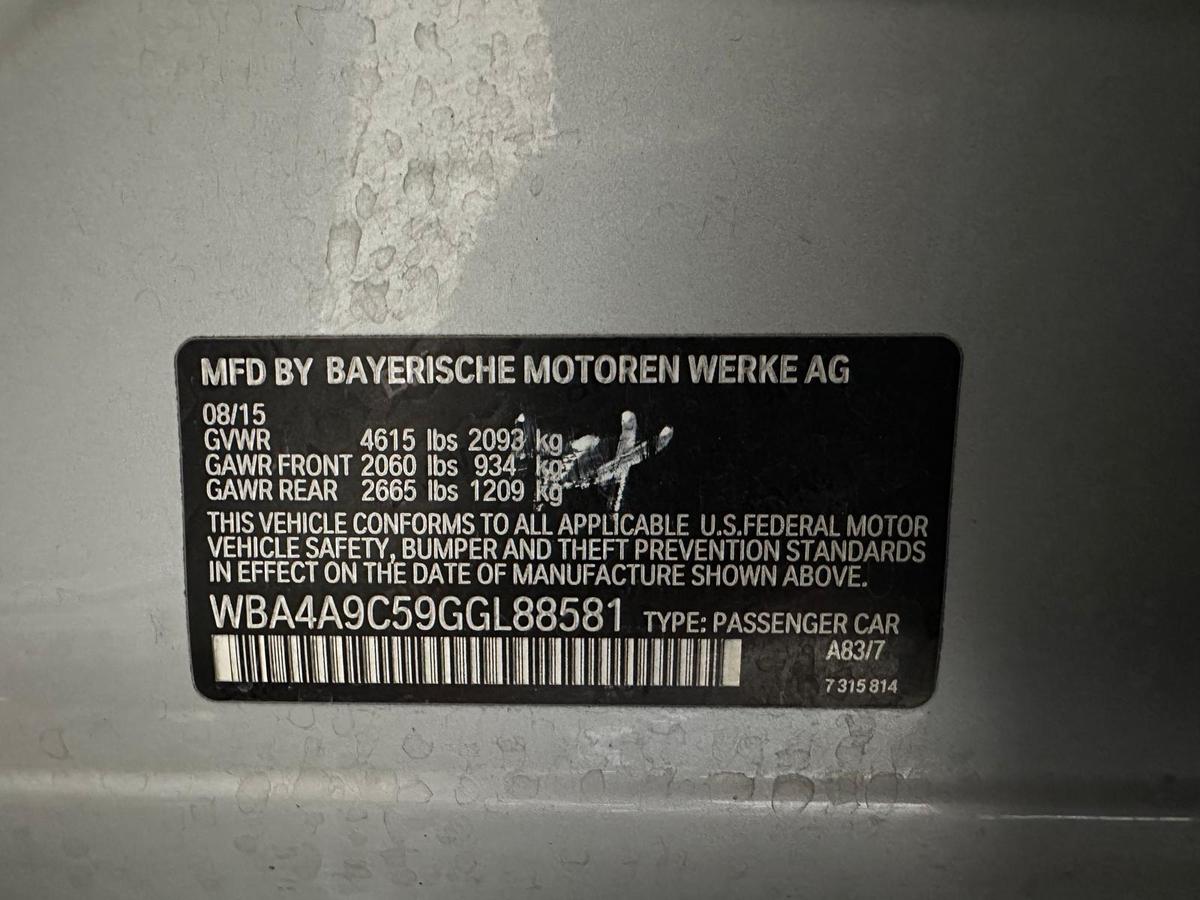 MFD BY BAYERISCHE MOTOREN WERKE AG
08/15
GVWR 4615 lbs 2093 kg
GAWR FRONT 2060 lbs 934 kg
GAWR REAR 2665 lbs 1209 kg
THIS VEHICLE CONFORMS TO ALL APPLICABLE U.S.FEDERAL MOTOR
VEHICLE SAFETY, BUMPER AND THEFT PREVENTION STANDARDS
IN EFFECT ON THE DATE OF MANUFACTURE SHOWN ABOVE.
WBA4A9C59GGL88581 TYPE: PASSENGER CAR
A83/7
7 315 814